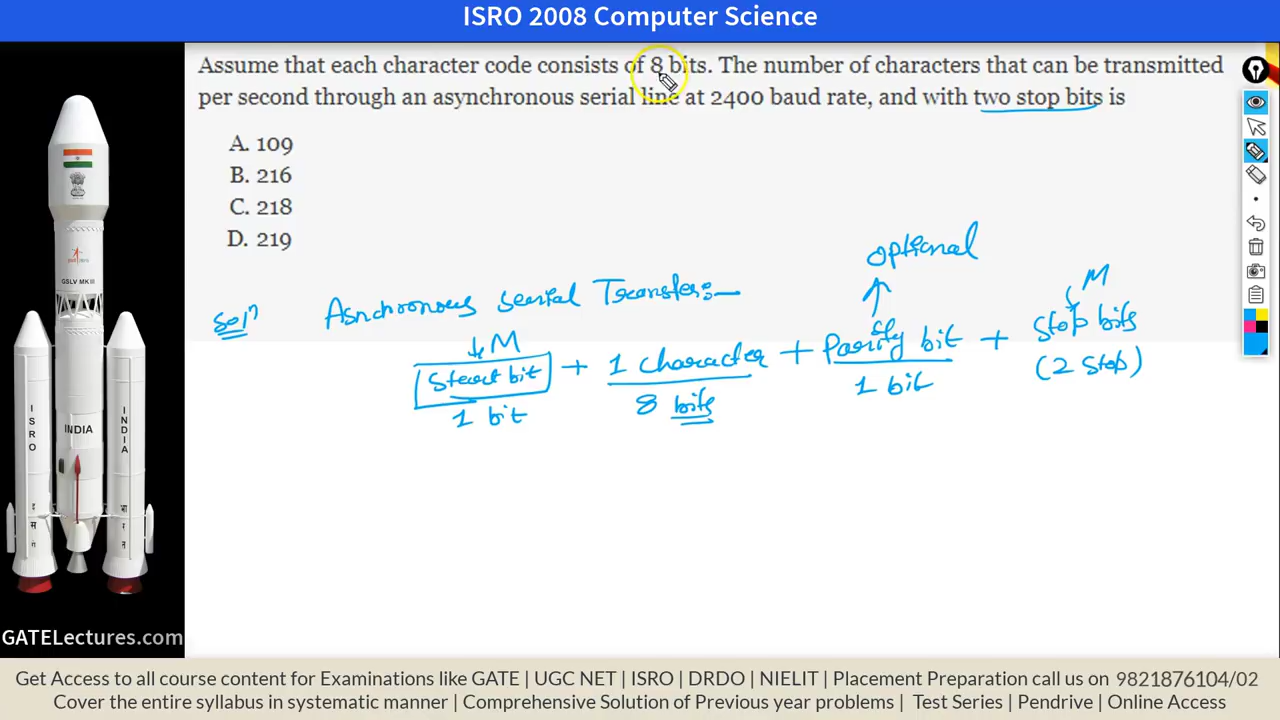 ISRO 2008 Computer Science
Assume that each character code consists of 8 bits. The number of characters that can be transmitted
per second through an asynchronous serial line at 2400 baud rate, and with two stop bits is
A. 109
B. 216
C. 218
D. 219
optional
M
Soln Asnchronous Serial Transfer:—
M
Start bit + 1 character + Parity bit + Stop bits
1 bit 8 bits 1 bit (2 Stop)
GSLV MKIII
ISRO
INDIA
INDIA
GATELectures.com
Get Access to all course content for Examinations like GATE | UGC NET | ISRO | DRDO | NIELIT | Placement Preparation call us on 9821876104/02
Cover the entire syllabus in systematic manner | Comprehensive Solution of Previous year problems | Test Series | Pendrive | Online Access